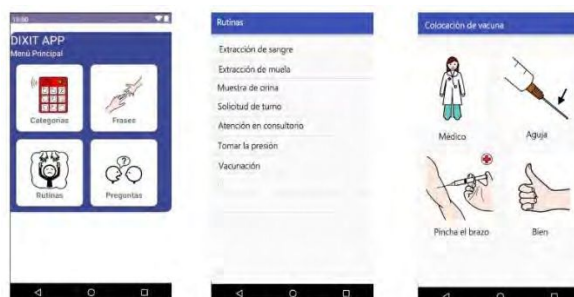 DIXIT APP
Menú Principal
Categorias
Frases
Rutinas
Preguntas
Rutinas
Extracción de sangre
Extracción de muela
Muestra de orina
Solicitud de turno
Atención en consultorio
Tomar la presión
Vacunación
Colocación de vacuna
Médico
Aguja
Pincha el brazo
Bien